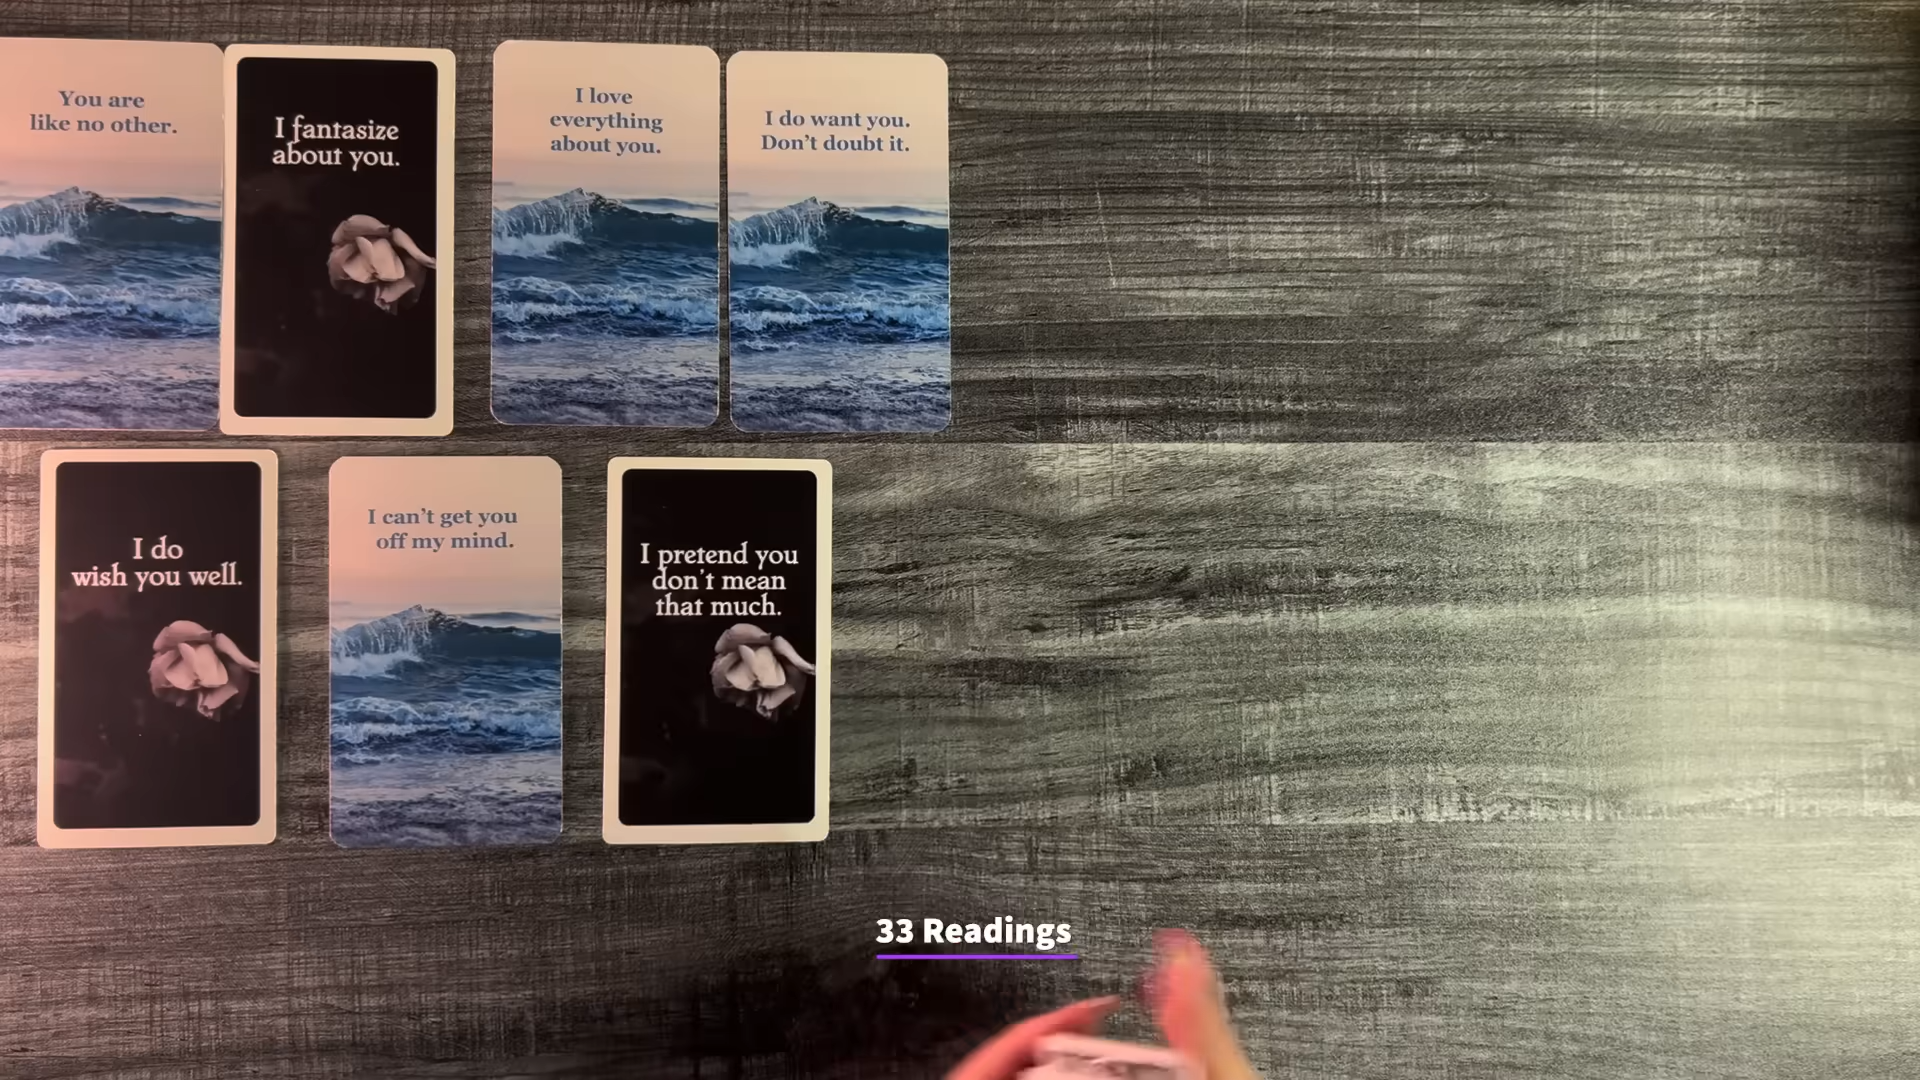 You are
like no other.
I fantasize
about you.
I love
everything
about you.
I do want you.
Don't doubt it.
I do
wish you well.
I can't get you
off my mind.
I pretend you
don't mean
that much.
33 Readings